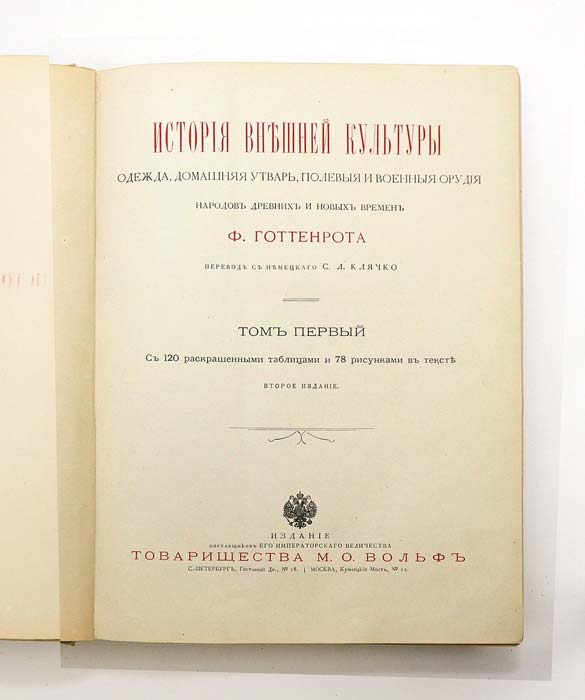 ИСТОРІЯ ВНѢШНЕЙ КУЛЬТУРЫ
ОДЕЖДА, ДОМАШНЯЯ УТВАРЬ, ПОЛЕВЫЯ И ВОЕННЫЯ ОРУДІЯ
НАРОДОВЪ ДРЕВНИХЪ И НОВЫХЪ ВРЕМЕНЪ
Ф. ГОТТЕНРОТА
ПЕРЕВОДЪ СЪ НѢМЕЦКАГО С. Л. КЛЯЧКО
ТОМЪ ПЕРВЫЙ
Съ 120 раскрашенными таблицами и 78 рисунками въ текстѣ
ВТОРОЕ ИЗДАНІЕ.
ИЗДАНІЕ
поставщиковъ ЕГО ИМПЕРАТОРСКАГО ВЕЛИЧЕСТВА
ТОВАРИЩЕСТВА М. О. ВОЛЬФЪ
С.-ПЕТЕРБУРГЪ, Гостиный Дв., № 18. | МОСКВА, Кузнецкій Мостъ, № 12.